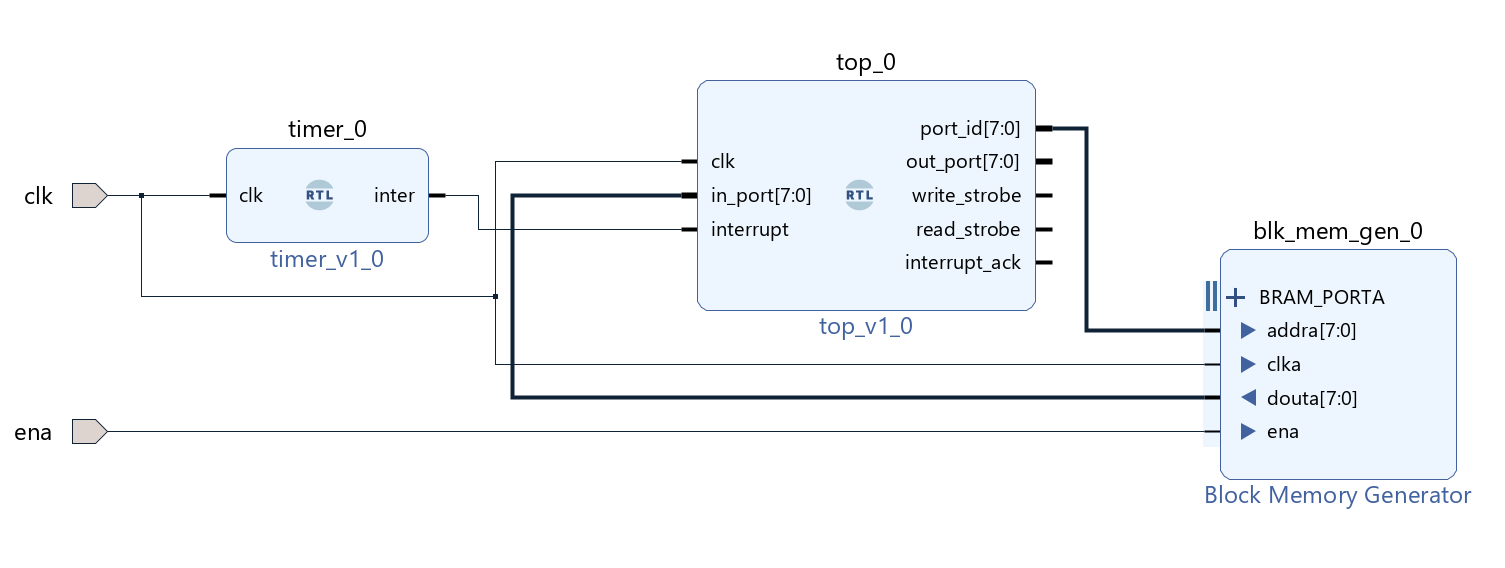 clk
ena
timer_0
clk
RTL
inter
timer_v1_0
top_0
clk
in_port[7:0]
interrupt
RTL
port_id[7:0]
out_port[7:0]
write_strobe
read_strobe
interrupt_ack
top_v1_0
blk_mem_gen_0
BRAM_PORTA
addra[7:0]
clka
douta[7:0]
ena
Block Memory Generator